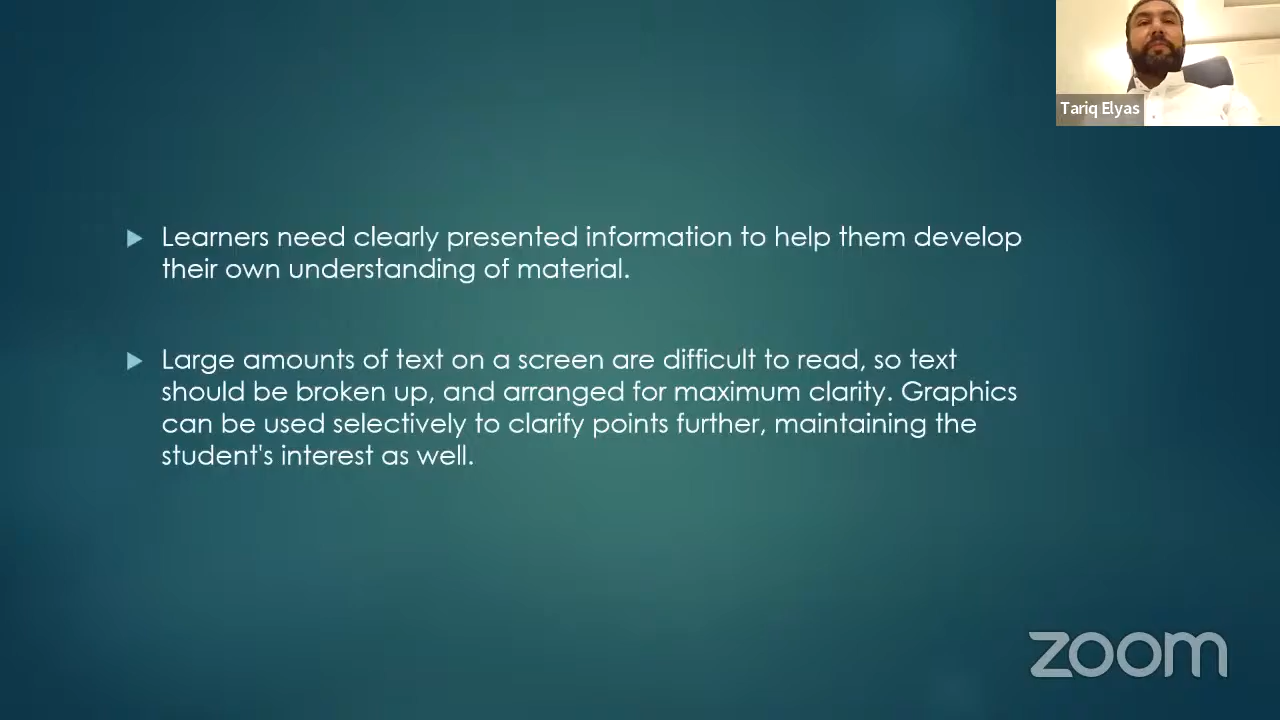 Tariq Elyas
Learners need clearly presented information to help them develop
their own understanding of material.
Large amounts of text on a screen are difficult to read, so text
should be broken up, and arranged for maximum clarity. Graphics
can be used selectively to clarify points further, maintaining the
student's interest as well.
zoom